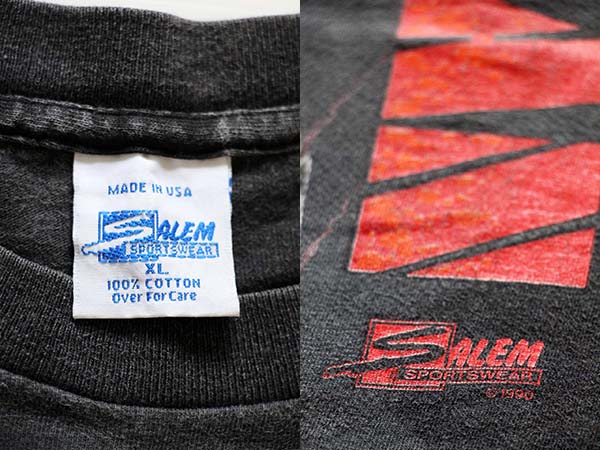 MADE IN USA
SALEM
SPORTSWEAR
XL
100% COTTON
Over For Care
SALEM
SPORTSWEAR
© 1990